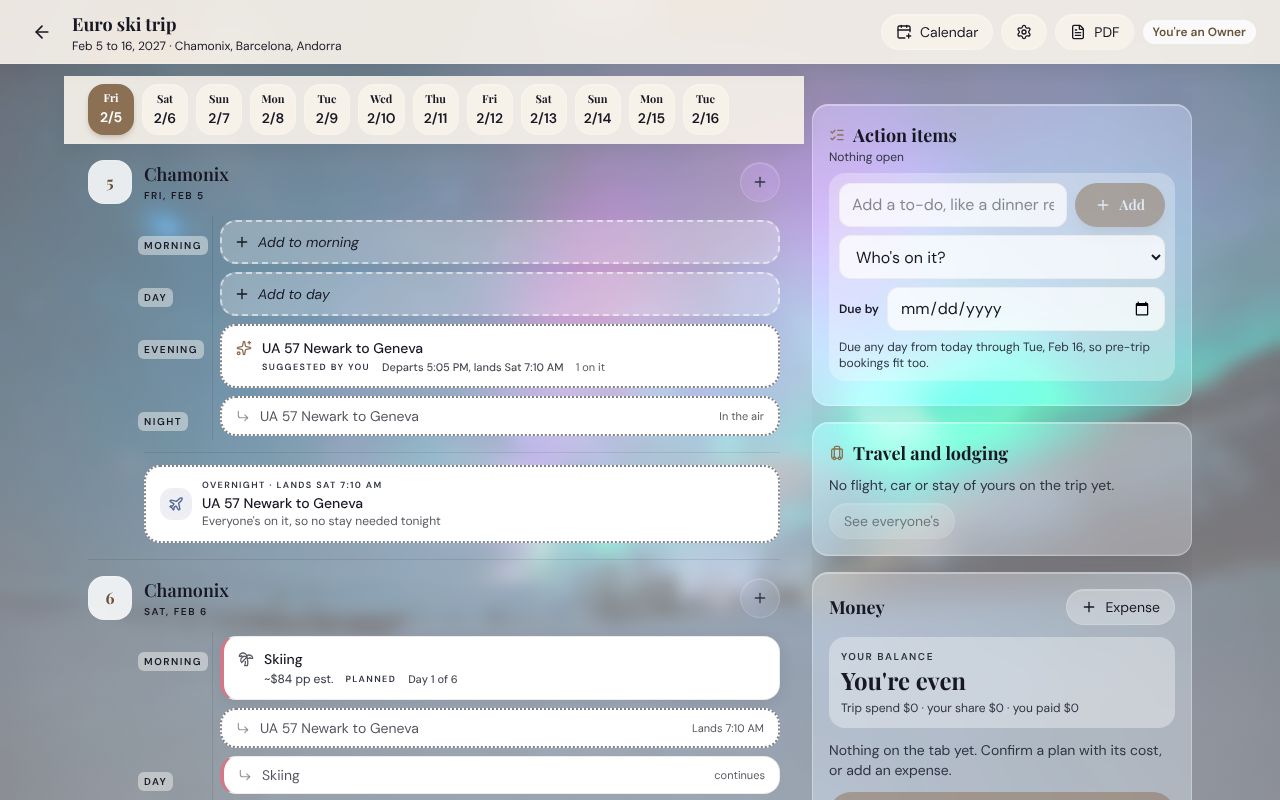 Euro ski trip
Feb 5 to 16, 2027 · Chamonix, Barcelona, Andorra
Calendar
PDF
You're an Owner
Fri 2/5
Sat 2/6
Sun 2/7
Mon 2/8
Tue 2/9
Wed 2/10
Thu 2/11
Fri 2/12
Sat 2/13
Sun 2/14
Mon 2/15
Tue 2/16
5
Chamonix
FRI, FEB 5
MORNING
Add to morning
DAY
Add to day
EVENING
UA 57 Newark to Geneva
SUGGESTED BY YOU Departs 5:05 PM, lands Sat 7:10 AM 1 on it
NIGHT
UA 57 Newark to Geneva In the air
OVERNIGHT · LANDS SAT 7:10 AM
UA 57 Newark to Geneva
Everyone's on it, so no stay needed tonight
6
Chamonix
SAT, FEB 6
MORNING
Skiing
~$84 pp est. PLANNED Day 1 of 6
UA 57 Newark to Geneva Lands 7:10 AM
DAY
Skiing continues
Action items
Nothing open
Add a to-do, like a dinner re
Add
Who's on it?
Due by mm/dd/yyyy
Due any day from today through Tue, Feb 16, so pre-trip
bookings fit too.
Travel and lodging
No flight, car or stay of yours on the trip yet.
See everyone's
Money
Expense
YOUR BALANCE
You're even
Trip spend $0 · your share $0 · you paid $0
Nothing on the tab yet. Confirm a plan with its cost,
or add an expense.